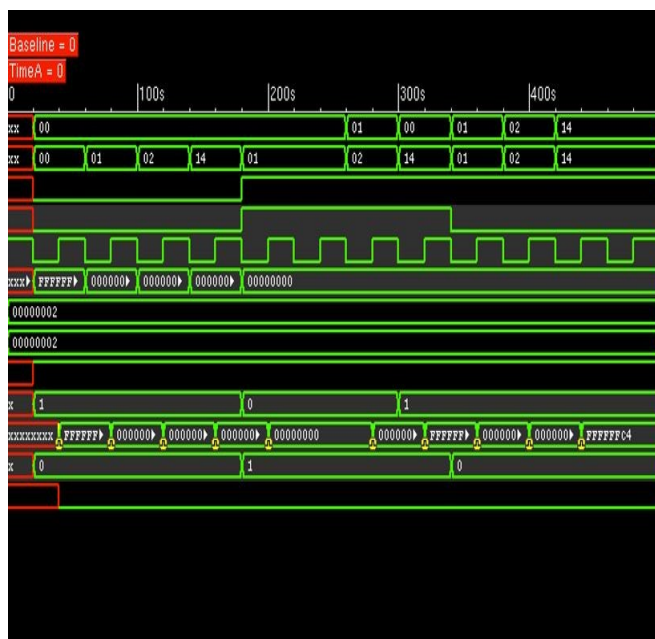 Baseline = 0
TimeA = 0
0 100s 200s 300s 400s
xx 00 01 00 01 02 14
xx 00 01 02 14 01 02 14 01 02 14
xxx FFFFFF 000000 000000 000000 00000000
00000002
00000002
x 1 0 1
xxxxxxxx FFFFFF 000000 000000 000000 00000000 000000 FFFFFF 000000 000000 FFFFFFC4
x 0 1 0